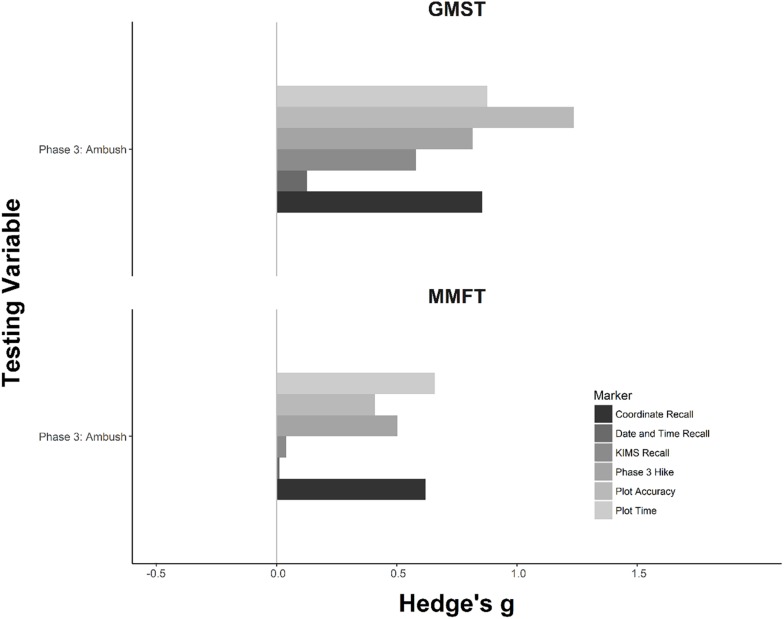 GMST
Phase 3: Ambush
Testing Variable
MMFT
Phase 3: Ambush
Marker
Coordinate Recall
Date and Time Recall
KIMS Recall
Phase 3 Hike
Plot Accuracy
Plot Time
-0.5 0.0 0.5 1.0 1.5
Hedge's g